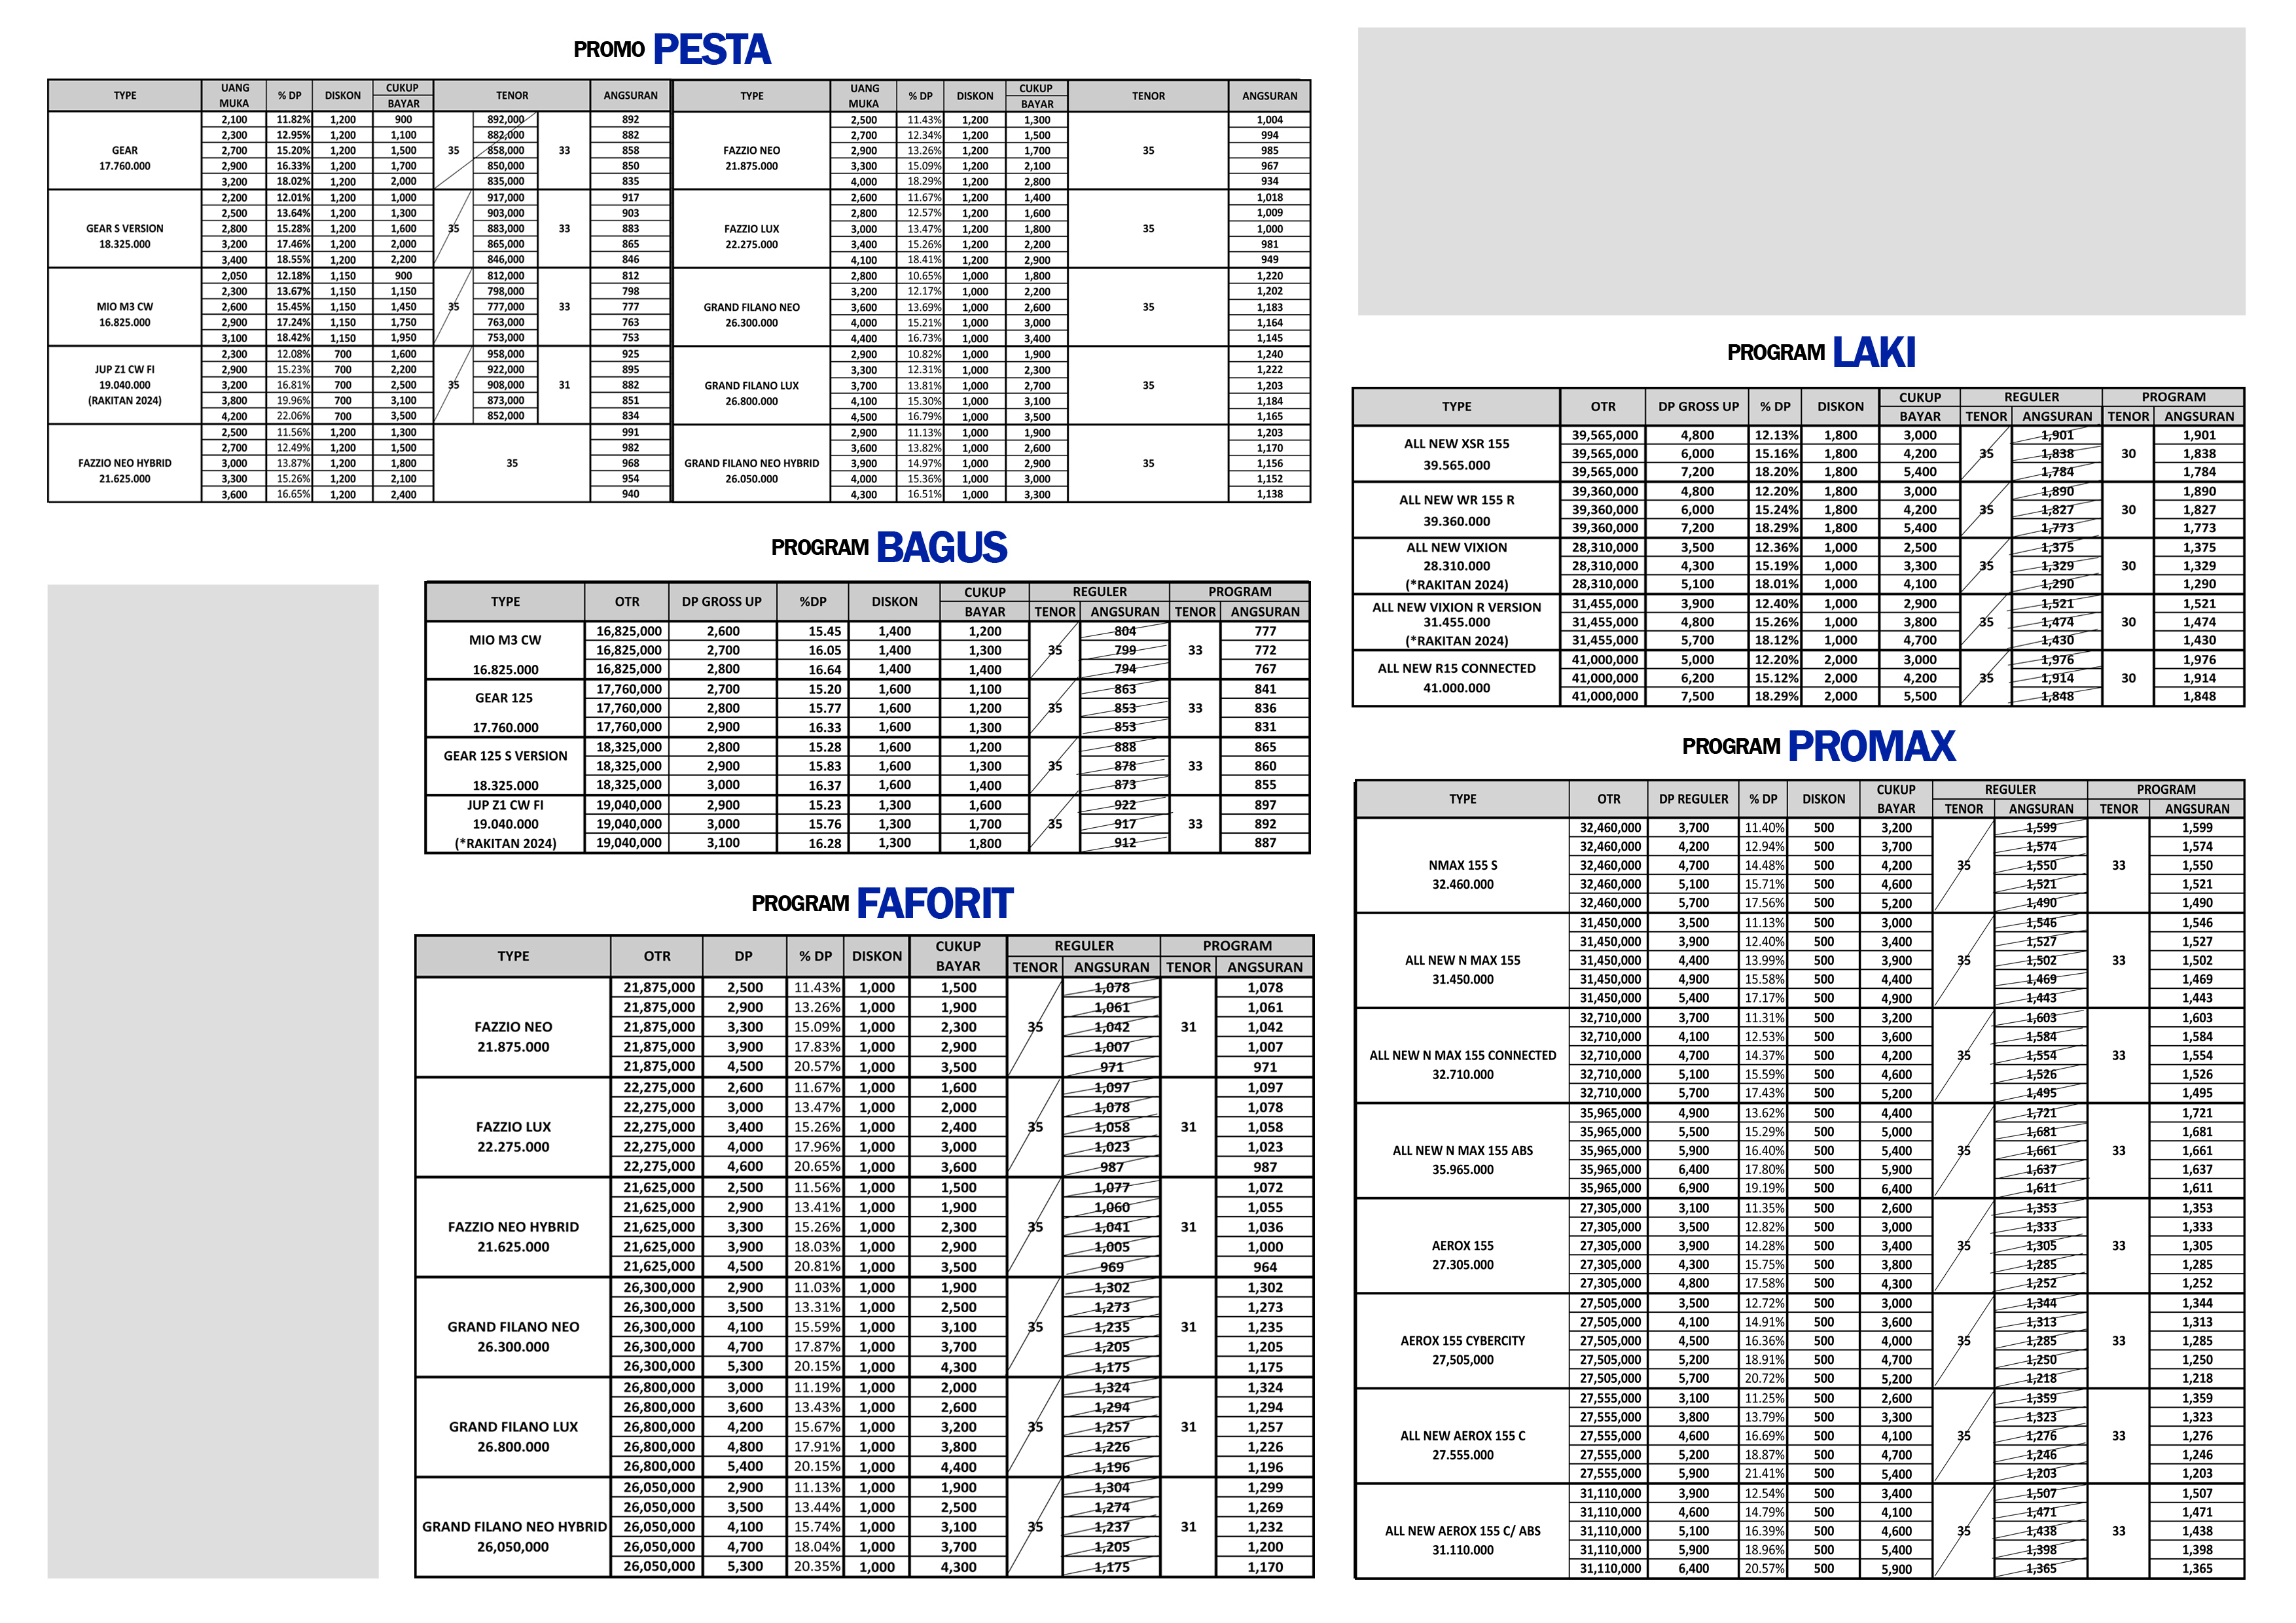 PROMO PESTA
TYPE UANG MUKA % DP DISKON CUKUP BAYAR TENOR ANGSURAN
2,100 11.82% 1,200 900 892,000 892
2,300 12.95% 1,200 1,100 882,000 882
GEAR 2,700 15.20% 1,200 1,500 35 858,000 33 858
17.760.000 2,900 16.33% 1,200 1,700 850,000 850
3,200 18.02% 1,200 2,000 835,000 835
2,200 12.01% 1,200 1,000 917,000 917
2,500 13.64% 1,200 1,300 903,000 903
GEAR S VERSION 2,800 15.28% 1,200 1,600 35 883,000 33 883
18.325.000 3,200 17.46% 1,200 2,000 865,000 865
3,400 18.55% 1,200 2,200 846,000 846
2,050 12.18% 1,150 900 812,000 812
2,300 13.67% 1,150 1,150 798,000 798
MIO M3 CW 2,600 15.45% 1,150 1,450 35 777,000 33 777
16.825.000 2,900 17.24% 1,150 1,750 763,000 763
3,100 18.42% 1,150 1,950 753,000 753
2,300 12.08% 700 1,600 958,000 925
JUP Z1 CW FI 2,900 15.23% 700 2,200 922,000 895
19.040.000 3,200 16.81% 700 2,500 35 908,000 31 882
(RAKITAN 2024) 3,800 19.96% 700 3,100 873,000 851
4,200 22.06% 700 3,500 852,000 834
2,500 11.56% 1,200 1,300 991
2,700 12.49% 1,200 1,500 982
FAZZIO NEO HYBRID 3,000 13.87% 1,200 1,800 35 968
21.625.000 3,300 15.26% 1,200 2,100 954
3,600 16.65% 1,200 2,400 940
TYPE UANG MUKA % DP DISKON CUKUP BAYAR TENOR ANGSURAN
2,500 11.43% 1,200 1,300 1,004
2,700 12.34% 1,200 1,500 994
FAZZIO NEO 2,900 13.26% 1,200 1,700 35 985
21.875.000 3,300 15.09% 1,200 2,100 967
4,000 18.29% 1,200 2,800 934
2,600 11.67% 1,200 1,400 1,018
2,800 12.57% 1,200 1,600 1,009
FAZZIO LUX 3,000 13.47% 1,200 1,800 35 1,000
22.275.000 3,400 15.26% 1,200 2,200 981
4,100 18.41% 1,200 2,900 949
2,800 10.65% 1,000 1,800 1,220
3,200 12.17% 1,000 2,200 1,202
GRAND FILANO NEO 3,600 13.69% 1,000 2,600 35 1,183
26.300.000 4,000 15.21% 1,000 3,000 1,164
4,400 16.73% 1,000 3,400 1,145
2,900 10.82% 1,000 1,900 1,240
3,300 12.31% 1,000 2,300 1,222
GRAND FILANO LUX 3,700 13.81% 1,000 2,700 35 1,203
26.800.000 4,100 15.30% 1,000 3,100 1,184
4,500 16.79% 1,000 3,500 1,165
2,900 11.13% 1,000 1,900 1,203
3,600 13.82% 1,000 2,600 1,170
GRAND FILANO NEO HYBRID 3,900 14.97% 1,000 2,900 35 1,156
26.050.000 4,000 15.36% 1,000 3,000 1,152
4,300 16.51% 1,000 3,300 1,138
PROGRAM BAGUS
TYPE OTR DP GROSS UP %DP DISKON CUKUP BAYAR REGULER PROGRAM
TENOR ANGSURAN TENOR ANGSURAN
MIO M3 CW 16,825,000 2,600 15.45 1,400 1,200 804 777
16,825,000 2,700 16.05 1,400 1,300 35 799 33 772
16.825.000 16,825,000 2,800 16.64 1,400 1,400 794 767
GEAR 125 17,760,000 2,700 15.20 1,600 1,100 863 841
17,760,000 2,800 15.77 1,600 1,200 35 853 33 836
17.760.000 17,760,000 2,900 16.33 1,600 1,300 853 831
GEAR 125 S VERSION 18,325,000 2,800 15.28 1,600 1,200 888 865
18,325,000 2,900 15.83 1,600 1,300 35 878 33 860
18.325.000 18,325,000 3,000 16.37 1,600 1,400 873 855
JUP Z1 CW FI 19,040,000 2,900 15.23 1,300 1,600 922 897
19.040.000 19,040,000 3,000 15.76 1,300 1,700 35 917 33 892
(*RAKITAN 2024) 19,040,000 3,100 16.28 1,300 1,800 912 887
PROGRAM FAFORIT
TYPE OTR DP % DP DISKON CUKUP BAYAR REGULER PROGRAM
TENOR ANGSURAN TENOR ANGSURAN
21,875,000 2,500 11.43% 1,000 1,500 1,078 1,078
21,875,000 2,900 13.26% 1,000 1,900 1,061 1,061
FAZZIO NEO 21,875,000 3,300 15.09% 1,000 2,300 35 1,042 31 1,042
21.875.000 21,875,000 3,900 17.83% 1,000 2,900 1,007 1,007
21,875,000 4,500 20.57% 1,000 3,500 971 971
22,275,000 2,600 11.67% 1,000 1,600 1,097 1,097
22,275,000 3,000 13.47% 1,000 2,000 1,078 1,078
FAZZIO LUX 22,275,000 3,400 15.26% 1,000 2,400 35 1,058 31 1,058
22.275.000 22,275,000 4,000 17.96% 1,000 3,000 1,023 1,023
22,275,000 4,600 20.65% 1,000 3,600 987 987
21,625,000 2,500 11.56% 1,000 1,500 1,077 1,072
21,625,000 2,900 13.41% 1,000 1,900 1,060 1,055
FAZZIO NEO HYBRID 21,625,000 3,300 15.26% 1,000 2,300 35 1,041 31 1,036
21.625.000 21,625,000 3,900 18.03% 1,000 2,900 1,005 1,000
21,625,000 4,500 20.81% 1,000 3,500 969 964
26,300,000 2,900 11.03% 1,000 1,900 1,302 1,302
26,300,000 3,500 13.31% 1,000 2,500 1,273 1,273
GRAND FILANO NEO 26,300,000 4,100 15.59% 1,000 3,100 35 1,235 31 1,235
26.300.000 26,300,000 4,700 17.87% 1,000 3,700 1,205 1,205
26,300,000 5,300 20.15% 1,000 4,300 1,175 1,175
26,800,000 3,000 11.19% 1,000 2,000 1,324 1,324
26,800,000 3,600 13.43% 1,000 2,600 1,294 1,294
GRAND FILANO LUX 26,800,000 4,200 15.67% 1,000 3,200 35 1,257 31 1,257
26.800.000 26,800,000 4,800 17.91% 1,000 3,800 1,226 1,226
26,800,000 5,400 20.15% 1,000 4,400 1,196 1,196
26,050,000 2,900 11.13% 1,000 1,900 1,304 1,299
26,050,000 3,500 13.44% 1,000 2,500 1,274 1,269
GRAND FILANO NEO HYBRID 26,050,000 4,100 15.74% 1,000 3,100 35 1,237 31 1,232
26,050,000 26,050,000 4,700 18.04% 1,000 3,700 1,205 1,200
26,050,000 5,300 20.35% 1,000 4,300 1,175 1,170
PROGRAM LAKI
TYPE OTR DP GROSS UP % DP DISKON CUKUP BAYAR REGULER PROGRAM
TENOR ANGSURAN TENOR ANGSURAN
ALL NEW XSR 155 39,565,000 4,800 12.13% 1,800 3,000 1,901 1,901
39,565,000 6,000 15.16% 1,800 4,200 35 1,838 30 1,838
39.565.000 39,565,000 7,200 18.20% 1,800 5,400 1,784 1,784
ALL NEW WR 155 R 39,360,000 4,800 12.20% 1,800 3,000 1,890 1,890
39,360,000 6,000 15.24% 1,800 4,200 35 1,827 30 1,827
39.360.000 39,360,000 7,200 18.29% 1,800 5,400 1,773 1,773
ALL NEW VIXION 28,310,000 3,500 12.36% 1,000 2,500 1,375 1,375
28.310.000 28,310,000 4,300 15.19% 1,000 3,300 35 1,329 30 1,329
(*RAKITAN 2024) 28,310,000 5,100 18.01% 1,000 4,100 1,290 1,290
ALL NEW VIXION R VERSION 31,455,000 3,900 12.40% 1,000 2,900 1,521 1,521
31.455.000 31,455,000 4,800 15.26% 1,000 3,800 35 1,474 30 1,474
(*RAKITAN 2024) 31,455,000 5,700 18.12% 1,000 4,700 1,430 1,430
ALL NEW R15 CONNECTED 41,000,000 5,000 12.20% 2,000 3,000 1,976 1,976
41,000,000 6,200 15.12% 2,000 4,200 35 1,914 30 1,914
41.000.000 41,000,000 7,500 18.29% 2,000 5,500 1,848 1,848
PROGRAM PROMAX
TYPE OTR DP REGULER % DP DISKON CUKUP BAYAR REGULER PROGRAM
TENOR ANGSURAN TENOR ANGSURAN
32,460,000 3,700 11.40% 500 3,200 1,599 1,599
32,460,000 4,200 12.94% 500 3,700 1,574 1,574
NMAX 155 S 32,460,000 4,700 14.48% 500 4,200 35 1,550 33 1,550
32.460.000 32,460,000 5,100 15.71% 500 4,600 1,521 1,521
32,460,000 5,700 17.56% 500 5,200 1,490 1,490
31,450,000 3,500 11.13% 500 3,000 1,546 1,546
31,450,000 3,900 12.40% 500 3,400 1,527 1,527
ALL NEW N MAX 155 31,450,000 4,400 13.99% 500 3,900 35 1,502 33 1,502
31.450.000 31,450,000 4,900 15.58% 500 4,400 1,469 1,469
31,450,000 5,400 17.17% 500 4,900 1,443 1,443
32,710,000 3,700 11.31% 500 3,200 1,603 1,603
32,710,000 4,100 12.53% 500 3,600 1,584 1,584
ALL NEW N MAX 155 CONNECTED 32,710,000 4,700 14.37% 500 4,200 35 1,554 33 1,554
32.710.000 32,710,000 5,100 15.59% 500 4,600 1,526 1,526
32,710,000 5,700 17.43% 500 5,200 1,495 1,495
35,965,000 4,900 13.62% 500 4,400 1,721 1,721
35,965,000 5,500 15.29% 500 5,000 1,681 1,681
ALL NEW N MAX 155 ABS 35,965,000 5,900 16.40% 500 5,400 35 1,661 33 1,661
35.965.000 35,965,000 6,400 17.80% 500 5,900 1,637 1,637
35,965,000 6,900 19.19% 500 6,400 1,611 1,611
27,305,000 3,100 11.35% 500 2,600 1,353 1,353
27,305,000 3,500 12.82% 500 3,000 1,333 1,333
AEROX 155 27,305,000 3,900 14.28% 500 3,400 35 1,305 33 1,305
27.305.000 27,305,000 4,300 15.75% 500 3,800 1,285 1,285
27,305,000 4,800 17.58% 500 4,300 1,252 1,252
27,505,000 3,500 12.72% 500 3,000 1,344 1,344
27,505,000 4,100 14.91% 500 3,600 1,313 1,313
AEROX 155 CYBERCITY 27,505,000 4,500 16.36% 500 4,000 35 1,285 33 1,285
27,505,000 27,505,000 5,200 18.91% 500 4,700 1,250 1,250
27,505,000 5,700 20.72% 500 5,200 1,218 1,218
27,555,000 3,100 11.25% 500 2,600 1,359 1,359
27,555,000 3,800 13.79% 500 3,300 1,323 1,323
ALL NEW AEROX 155 C 27,555,000 4,600 16.69% 500 4,100 35 1,276 33 1,276
27.555.000 27,555,000 5,200 18.87% 500 4,700 1,246 1,246
27,555,000 5,900 21.41% 500 5,400 1,203 1,203
31,110,000 3,900 12.54% 500 3,400 1,507 1,507
31,110,000 4,600 14.79% 500 4,100 1,471 1,471
ALL NEW AEROX 155 C/ ABS 31,110,000 5,100 16.39% 500 4,600 35 1,438 33 1,438
31.110.000 31,110,000 5,900 18.96% 500 5,400 1,398 1,398
31,110,000 6,400 20.57% 500 5,900 1,365 1,365